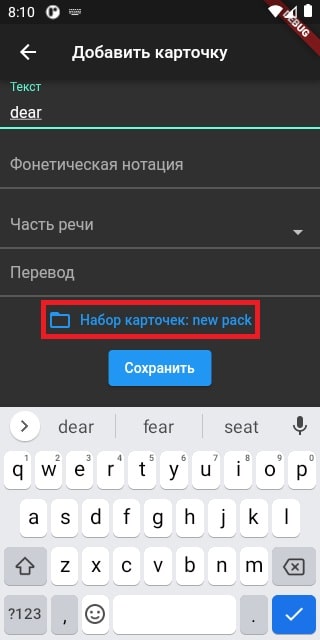 8:10
DEBUG
Добавить карточку
Текст
dear
Фонетическая нотация
Часть речи
Перевод
Набор карточек: new pack
Сохранить
dear fear seat
1 2 3 4 5 6 7 8 9 0
q w e r t y u i o p
a s d f g h j k l
z x c v b n m
?123 , .